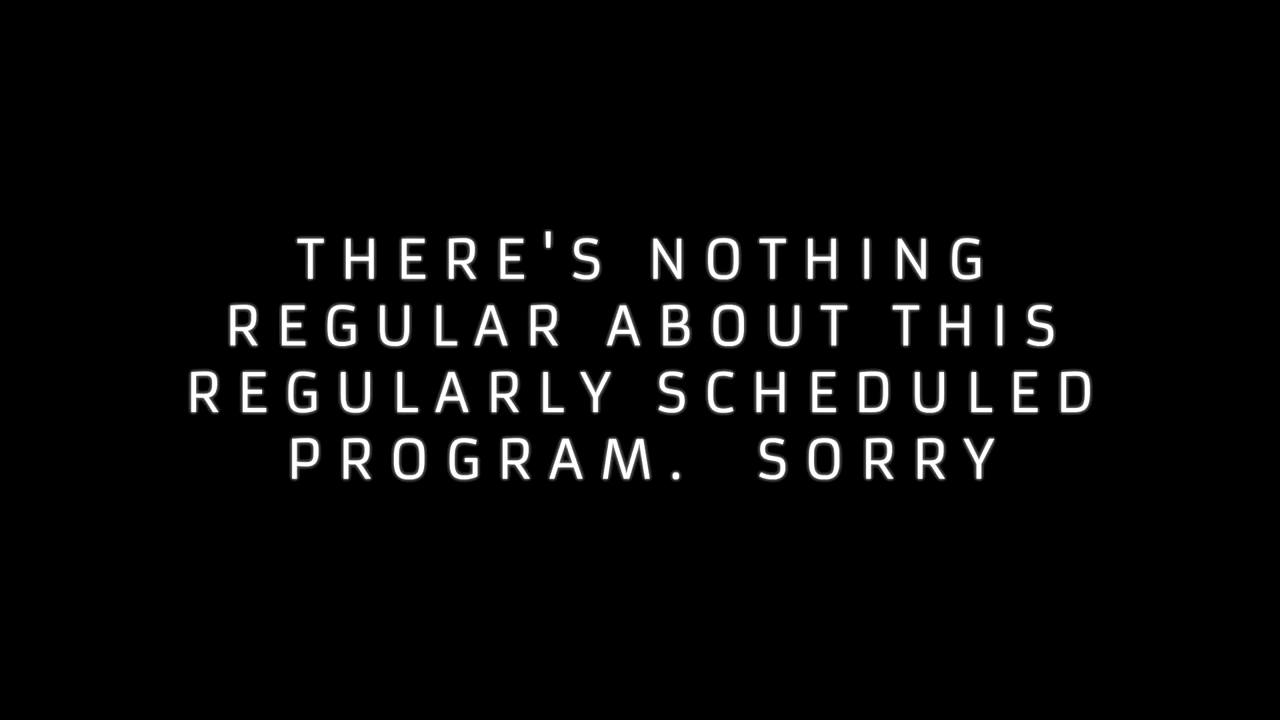 THERE'S NOTHING
REGULAR ABOUT THIS
REGULARLY SCHEDULED
PROGRAM.  SORRY